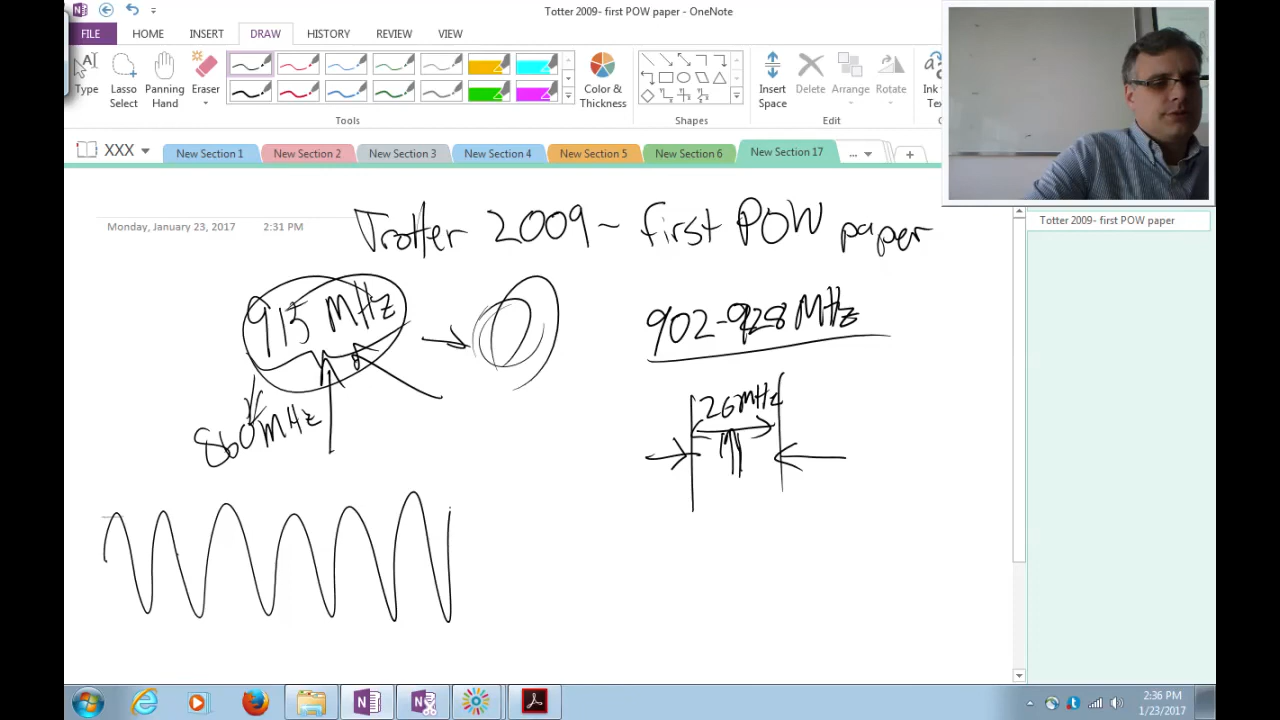 Totter 2009- first POW paper - OneNote
FILE HOME INSERT DRAW HISTORY REVIEW VIEW
Type
Lasso Select
Panning Hand
Eraser
Color & Thickness
Insert Space
Delete
Arrange
Rotate
Ink to Tex
Tools
Shapes
Edit
XXX
New Section 1 New Section 2 New Section 3 New Section 4 New Section 5 New Section 6 New Section 17 ...
Totter 2009- first POW paper
Monday, January 23, 2017 2:31 PM
Trotter 2009 ~ first POW paper
915 MHz
902-928 MHz
860 MHz
26 MHz
2:36 PM
1/23/2017